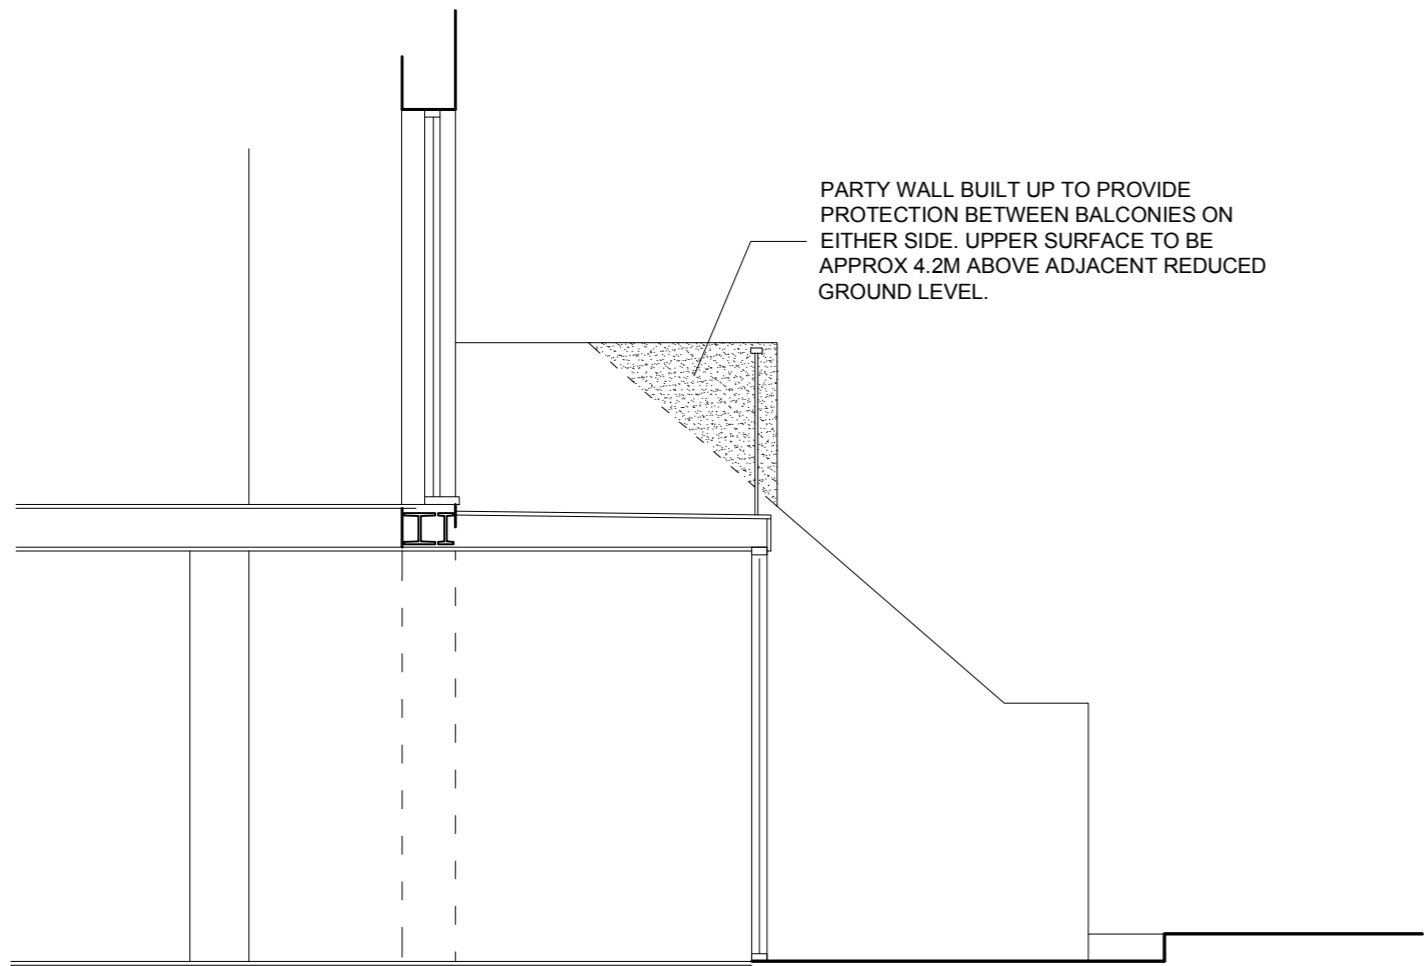 PARTY WALL BUILT UP TO PROVIDE
PROTECTION BETWEEN BALCONIES ON
EITHER SIDE. UPPER SURFACE TO BE
APPROX 4.2M ABOVE ADJACENT REDUCED
GROUND LEVEL.